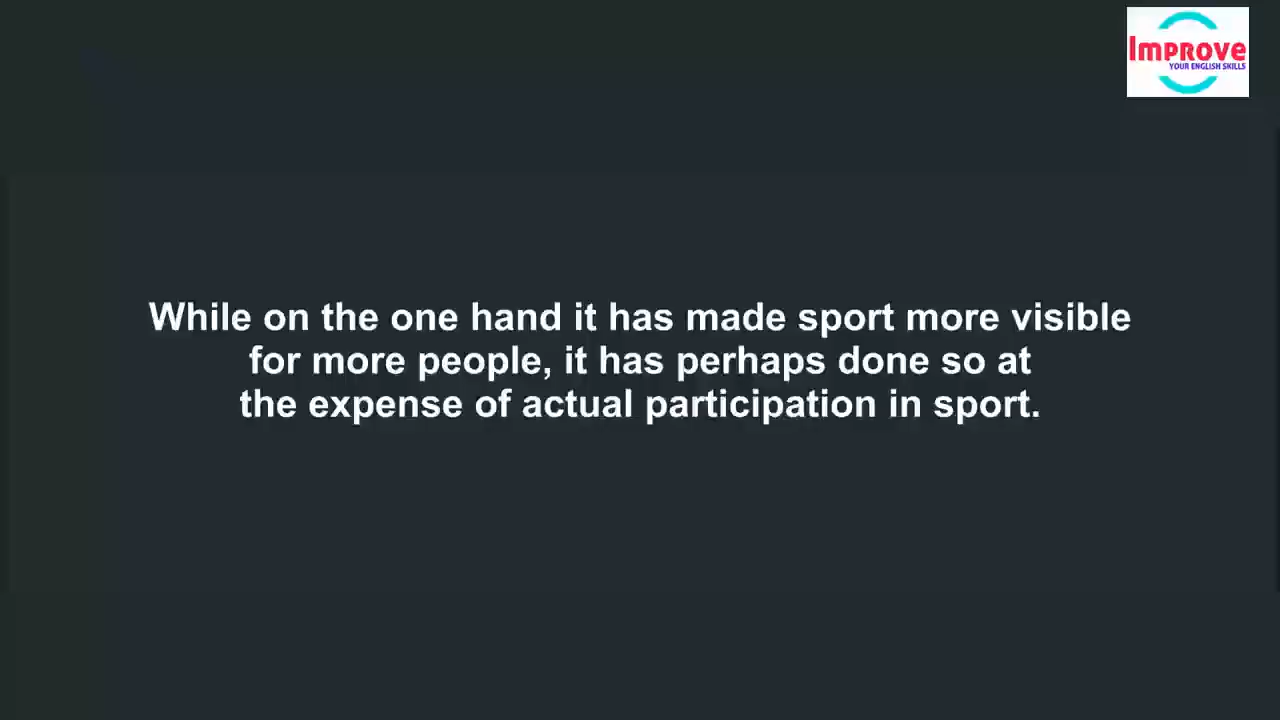 Improve
YOUR ENGLISH SKILLS
While on the one hand it has made sport more visible
for more people, it has perhaps done so at
the expense of actual participation in sport.